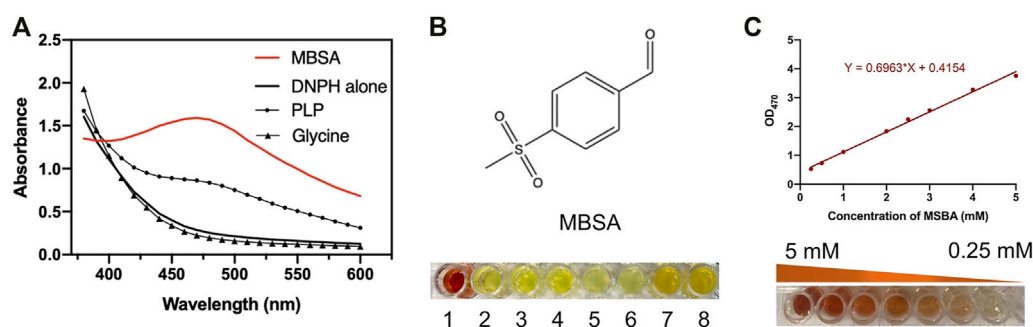 A
2.5
2.0
1.5
1.0
0.5
0.0
Absorbance
400
450
500
550
600
Wavelength (nm)
MBSA
DNPH alone
PLP
Glycine
B
O
O
S
O
MBSA
1 2 3 4 5 6 7 8
C
Y = 0.6963*X + 0.4154
5
4
3
2
1
0
OD470
0
1
2
3
4
5
Concentration of MSBA (mM)
5 mM
0.25 mM